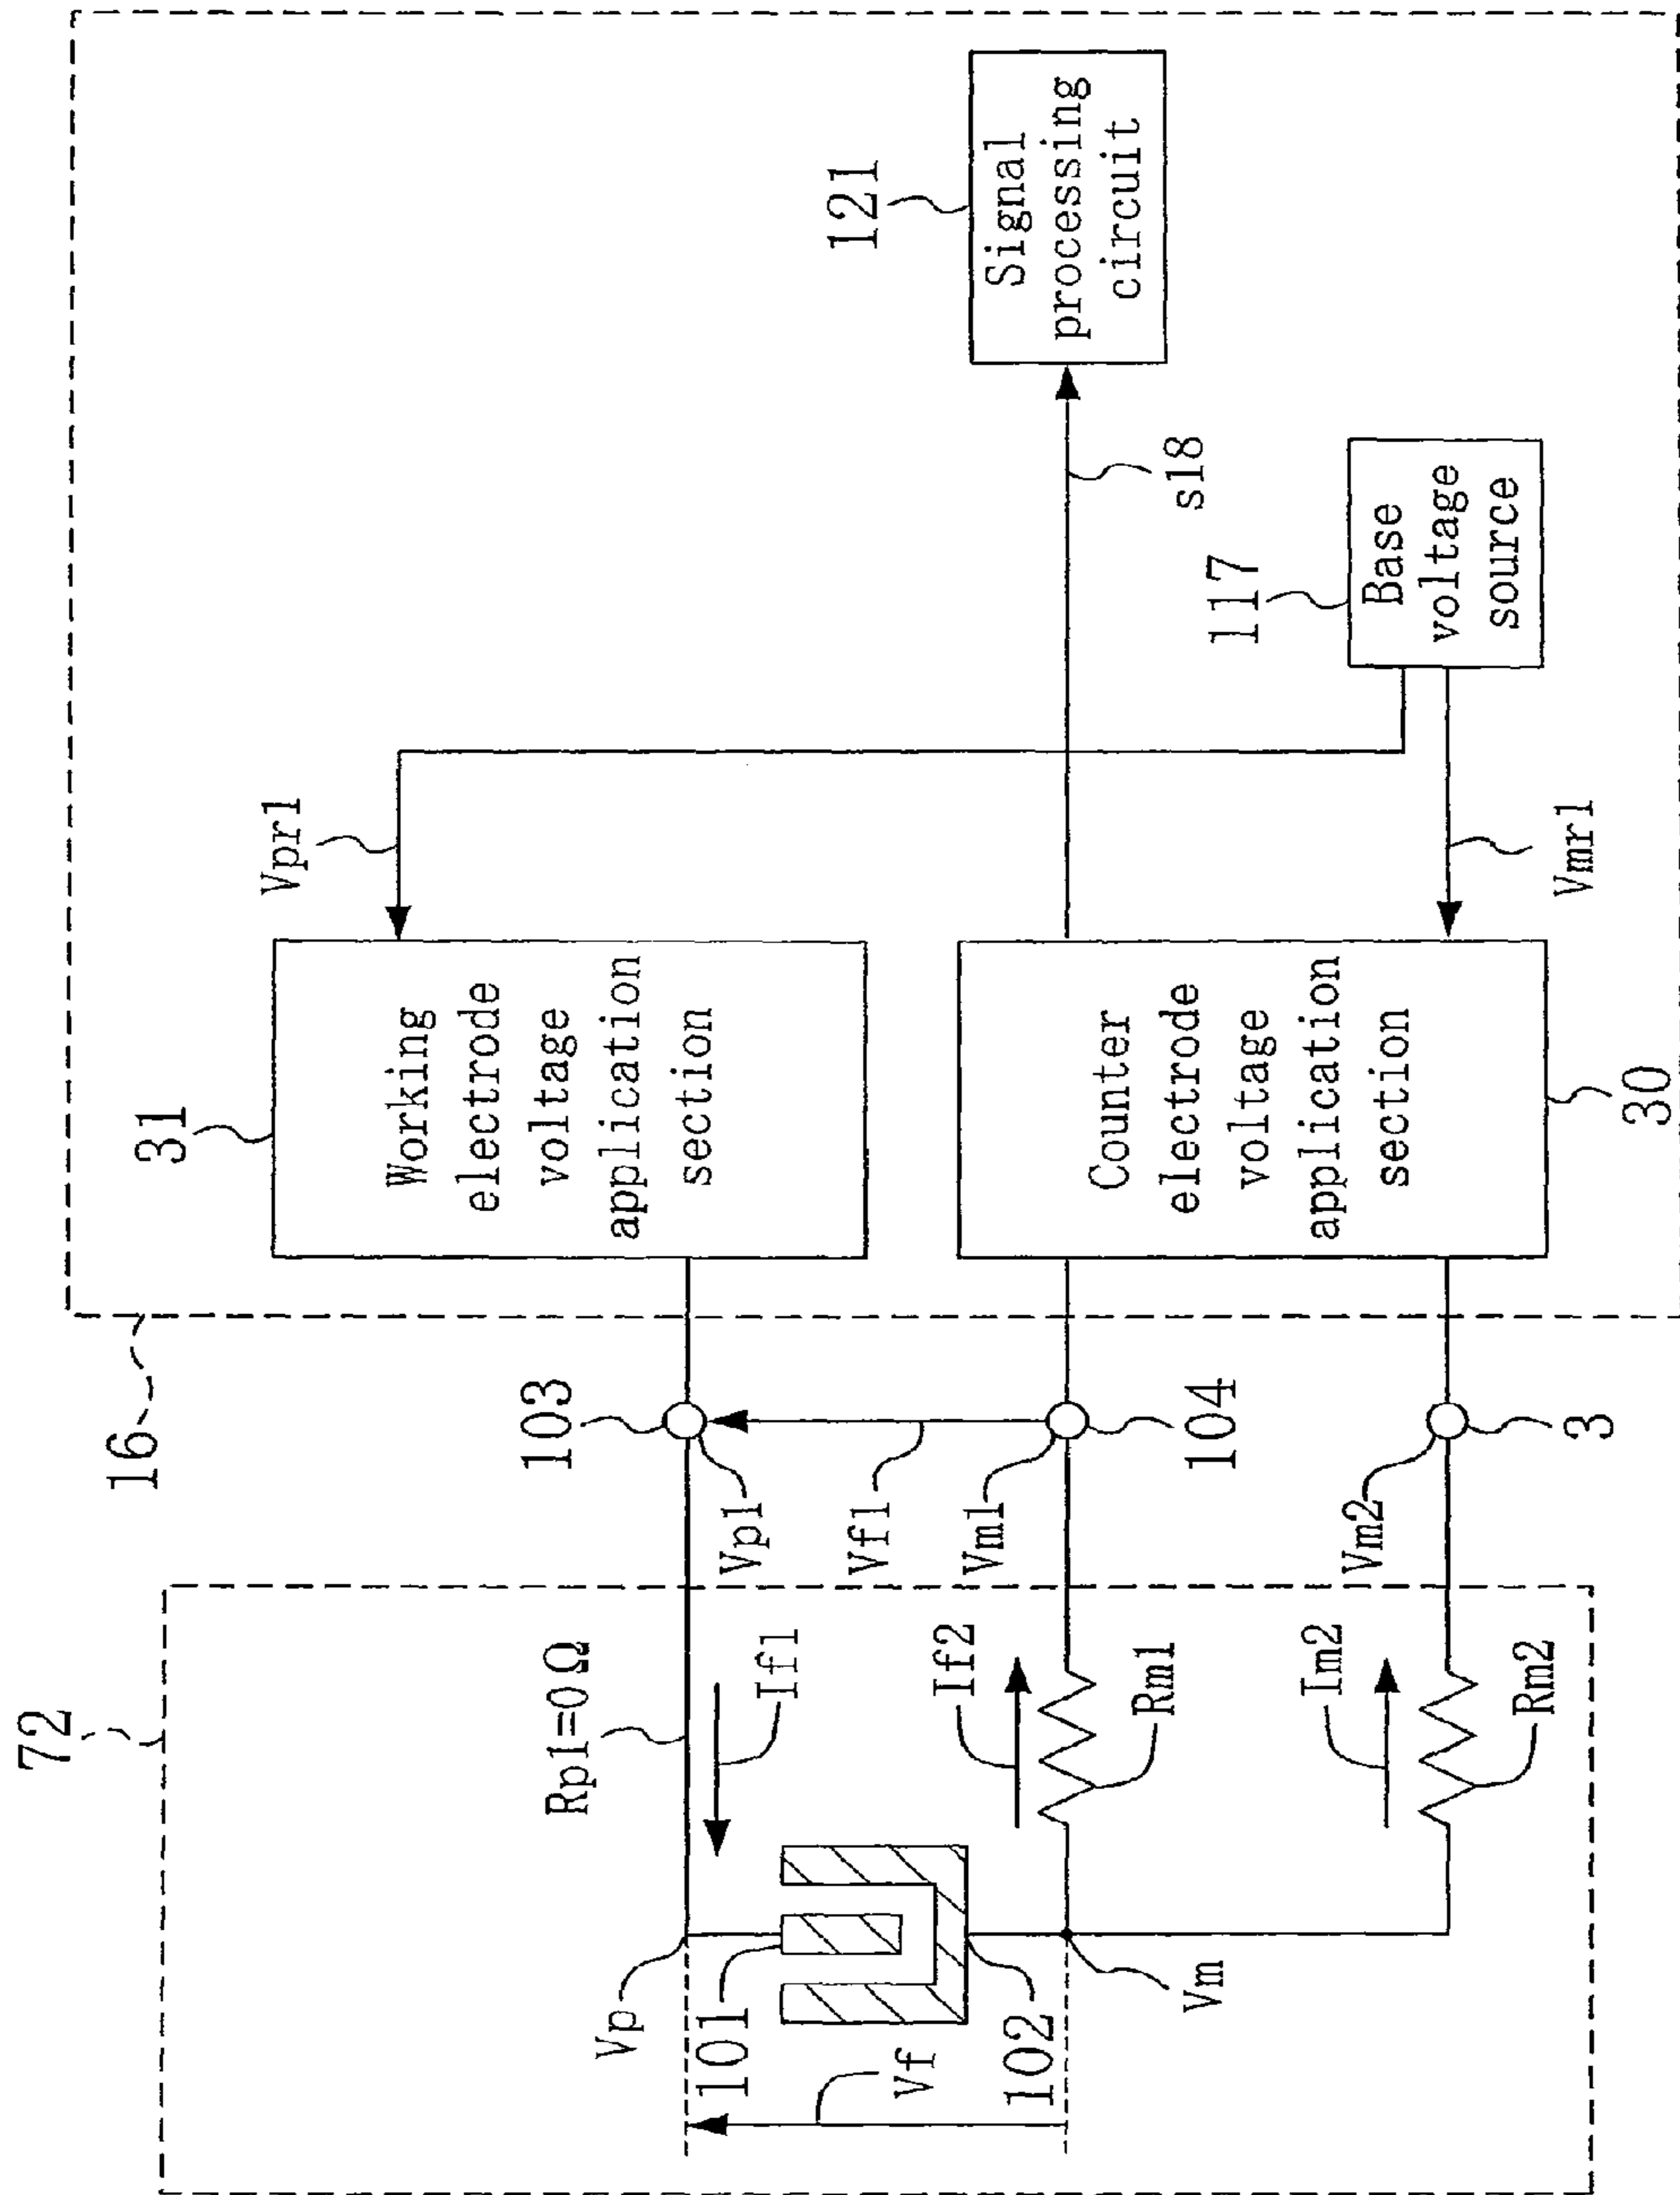 72
16
Vp
101
Vf
102
Vm
Rp1=0Ω
If1
If2
Rm1
Im2
Rm2
103
Vp1
Vf1
Vm1
104
Vm2
3
31
Working
electrode
voltage
application
section
Counter
electrode
voltage
application
section
30
Vpr1
Vmr1
s18
117
Base
voltage
source
121
Signal
processing
circuit